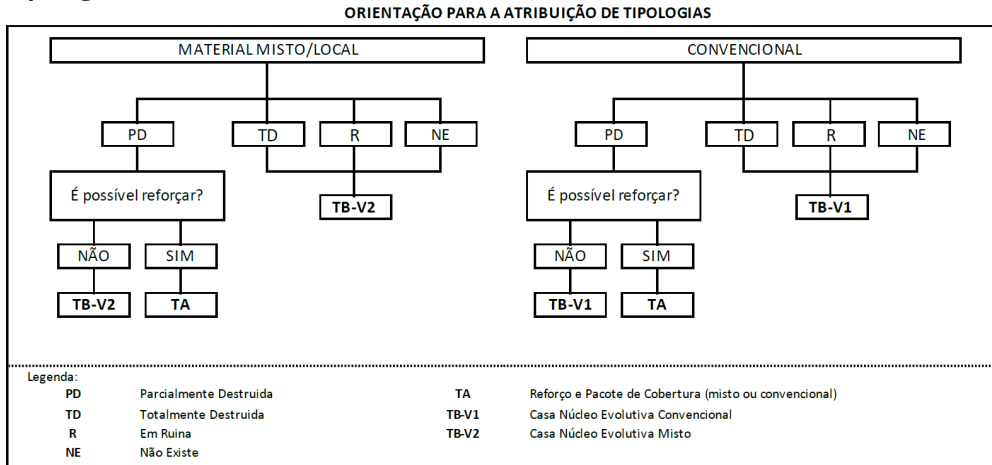 ORIENTAÇÃO PARA A ATRIBUIÇÃO DE TIPOLOGIAS
MATERIAL MISTO/LOCAL
CONVENCIONAL
PD
TD
R
NE
PD
TD
R
NE
É possível reforçar?
TB-V2
É possível reforçar?
TB-V1
NÃO
SIM
NÃO
SIM
TB-V2
TA
TB-V1
TA
Legenda:
PD Parcialmente Destruida
TA Reforço e Pacote de Cobertura (misto ou convencional)
TD Totalmente Destruida
TB-V1 Casa Núcleo Evolutiva Convencional
R Em Ruina
TB-V2 Casa Núcleo Evolutiva Misto
NE Não Existe